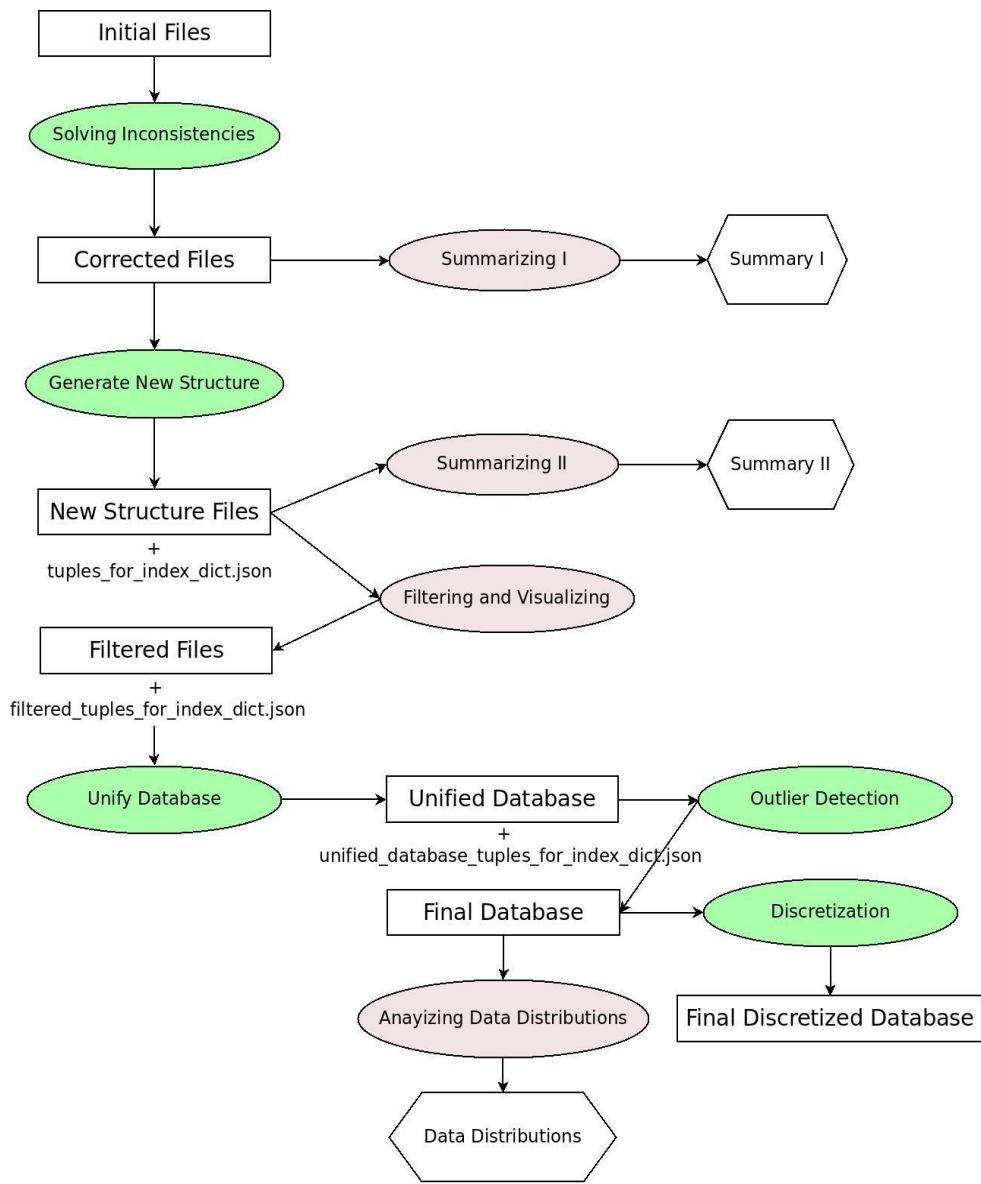 Initial Files
Solving Inconsistencies
Corrected Files
Summarizing I
Summary I
Generate New Structure
Summarizing II
Summary II
New Structure Files
+
tuples_for_index_dict.json
Filtering and Visualizing
Filtered Files
+
filtered_tuples_for_index_dict.json
Unify Database
Unified Database
Outlier Detection
+
unified_database_tuples_for_index_dict.json
Final Database
Discretization
Anayizing Data Distributions
Final Discretized Database
Data Distributions